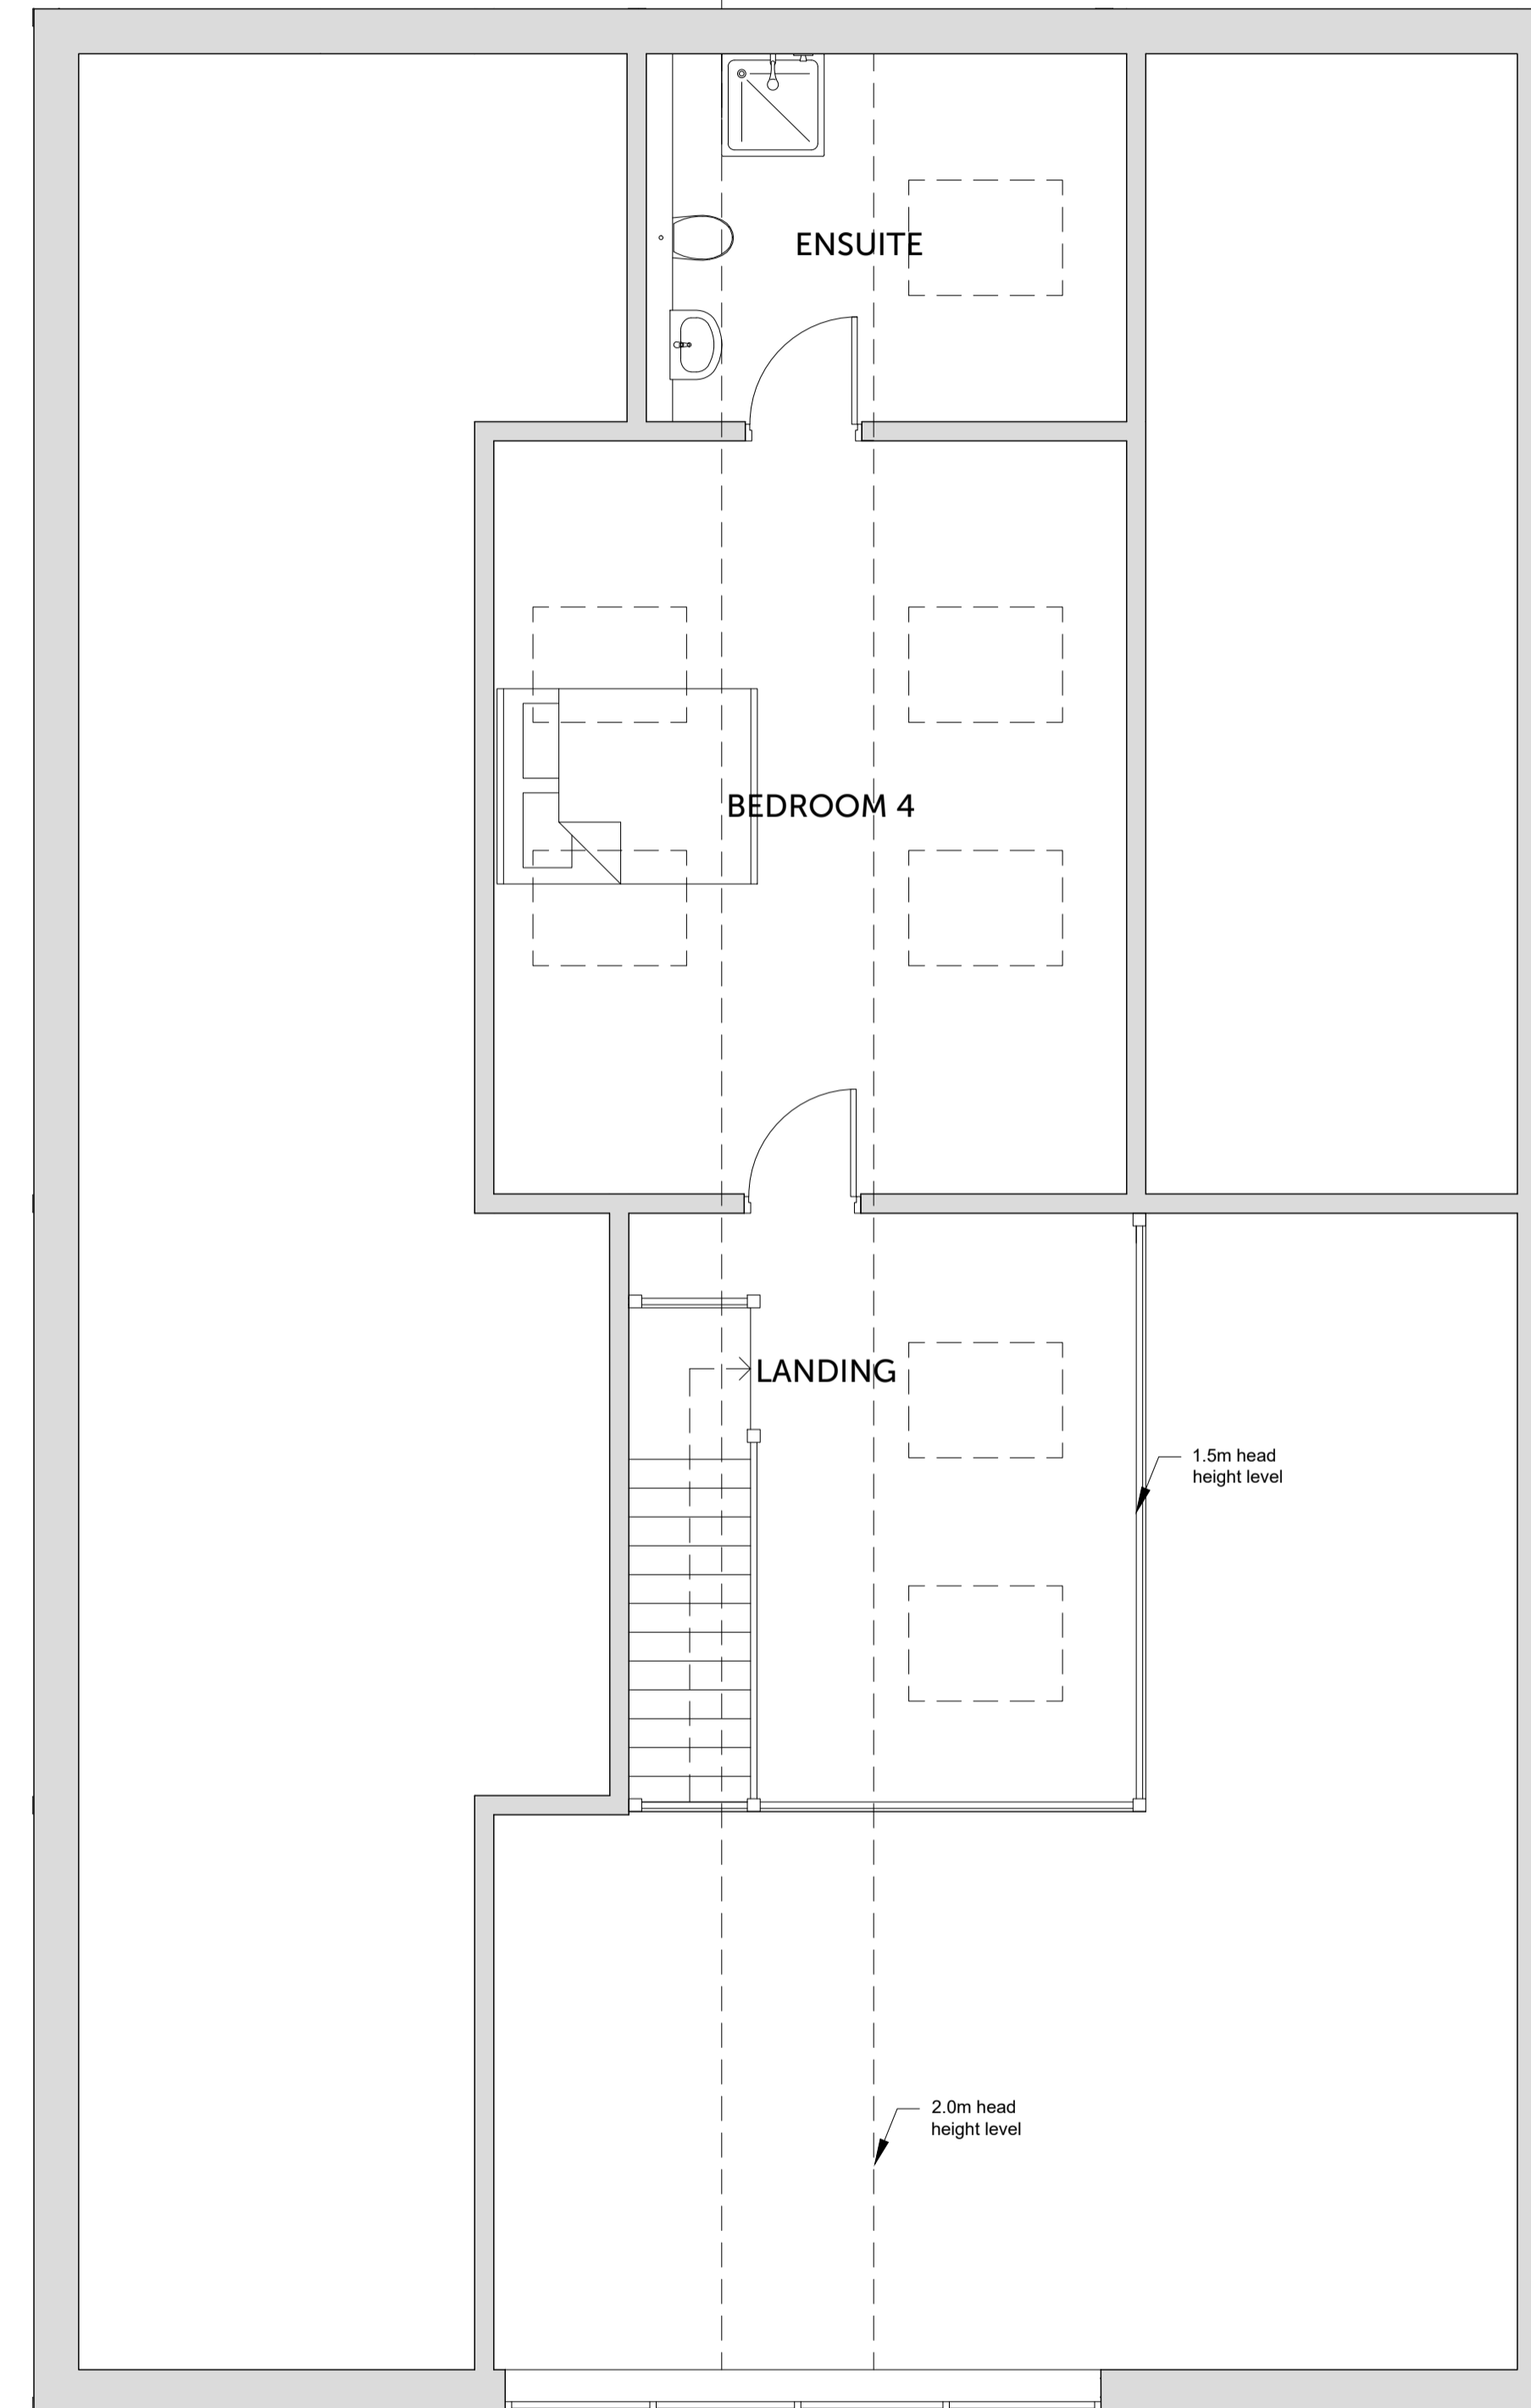 ENSUITE
BEDROOM 4
LANDING
1.5m head
height level
2.0m head
height level